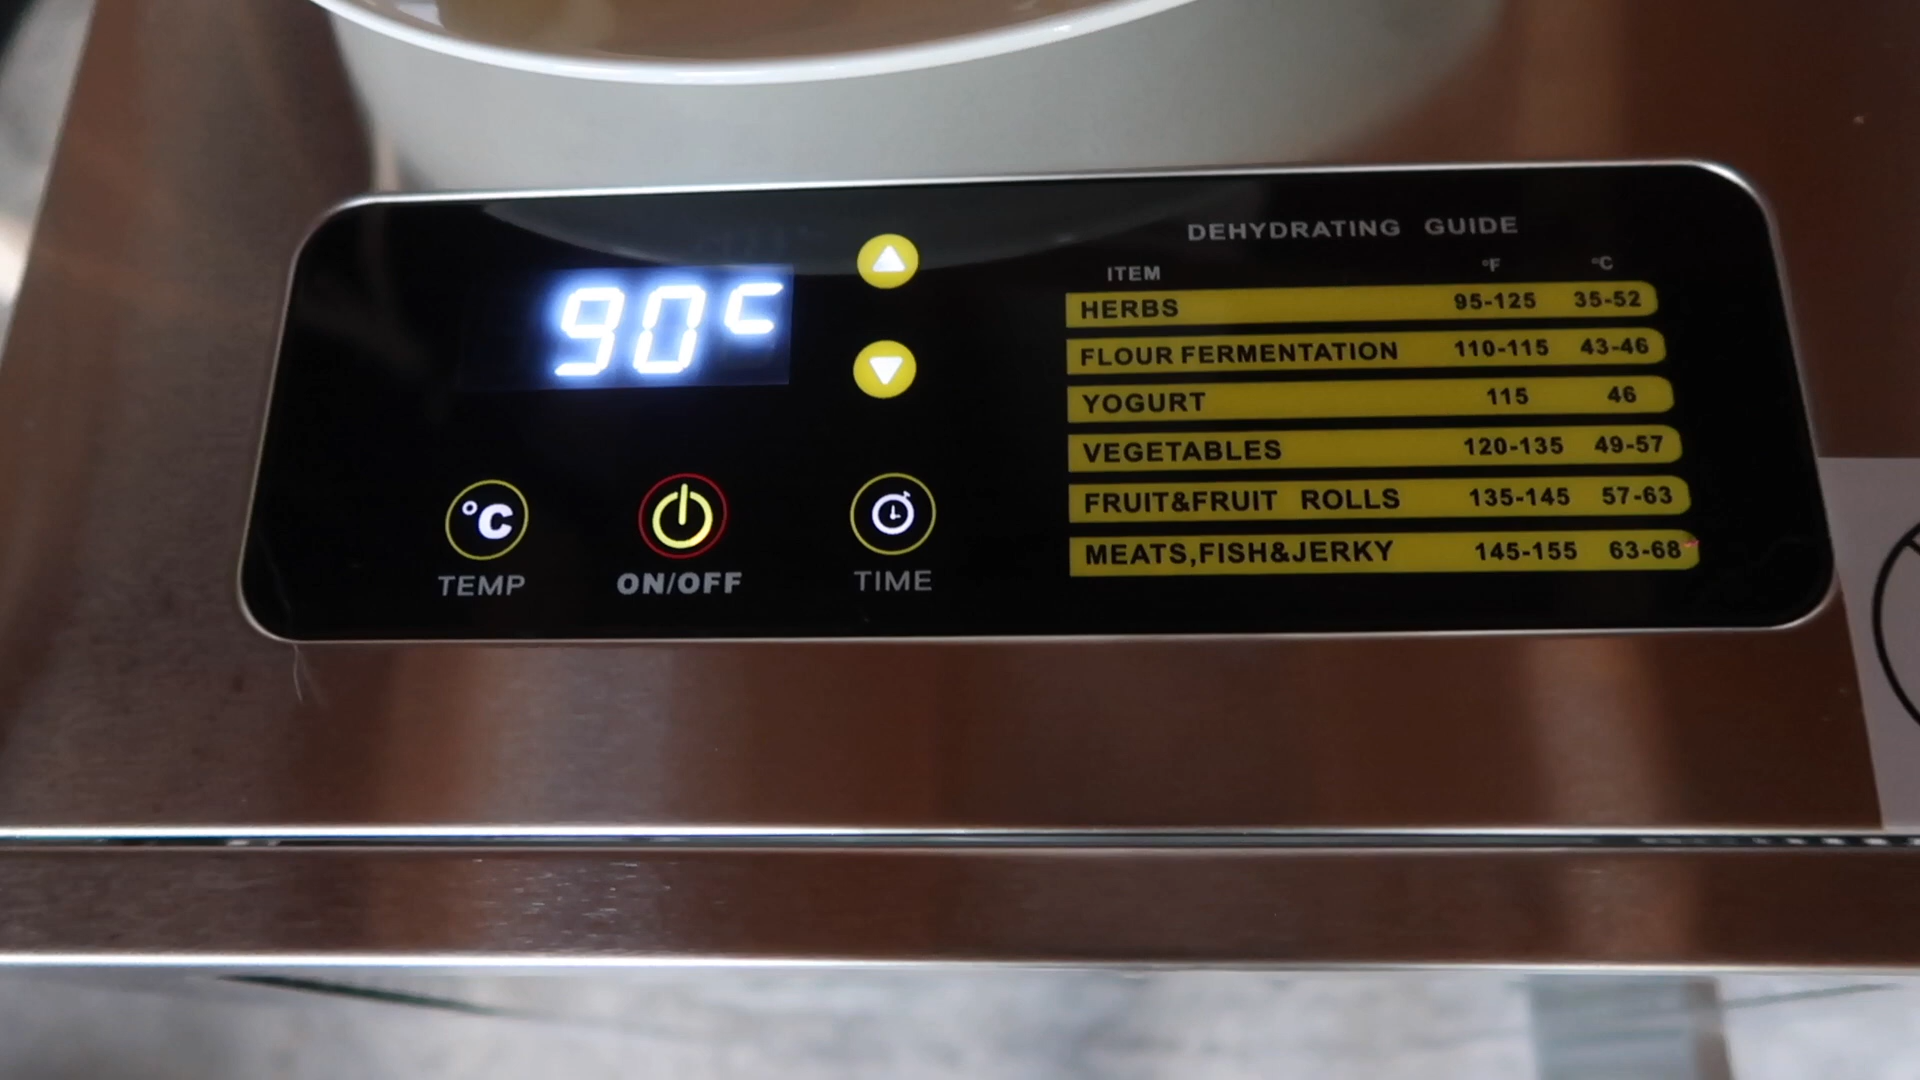 90c
°C
TEMP
ON/OFF
TIME
DEHYDRATING GUIDE
ITEM °F °C
HERBS 95-125 35-52
FLOUR FERMENTATION 110-115 43-46
YOGURT 115 46
VEGETABLES 120-135 49-57
FRUIT&FRUIT ROLLS 135-145 57-63
MEATS,FISH&JERKY 145-155 63-68